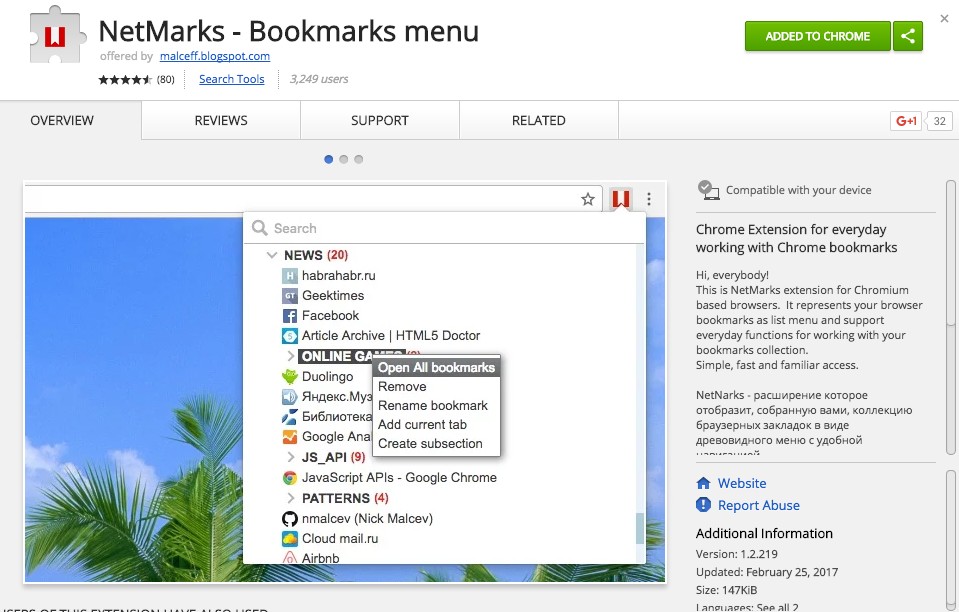 NetMarks - Bookmarks menu
offered by malceff.blogspot.com
(80) Search Tools 3,249 users
ADDED TO CHROME
OVERVIEW REVIEWS SUPPORT RELATED
G+1 32
Search
NEWS (20)
H habrahabr.ru
GT Geektimes
Facebook
5 Article Archive | HTML5 Doctor
ONLINE GAMES
Duolingo
Яндекс.Муз
Библиотека
Google Ana
JS_API (9)
JavaScript APIs - Google Chrome
PATTERNS (4)
nmalcev (Nick Malcev)
Cloud mail.ru
Airbnb
Open All bookmarks
Remove
Rename bookmark
Add current tab
Create subsection
Compatible with your device
Chrome Extension for everyday
working with Chrome bookmarks
Hi, everybody!
This is NetMarks extension for Chromium
based browsers. It represents your browser
bookmarks as list menu and support
everyday functions for working with your
bookmarks collection.
Simple, fast and familiar access.
NetNarks - расширение которое
отобразит, собранную вами, коллекцию
браузерных закладок в виде
древовидного меню с удобной
навигацией
Website
Report Abuse
Additional Information
Version: 1.2.219
Updated: February 25, 2017
Size: 147KiB
Languages: See all 2
USERS OF THIS EXTENSION HAVE ALSO USED